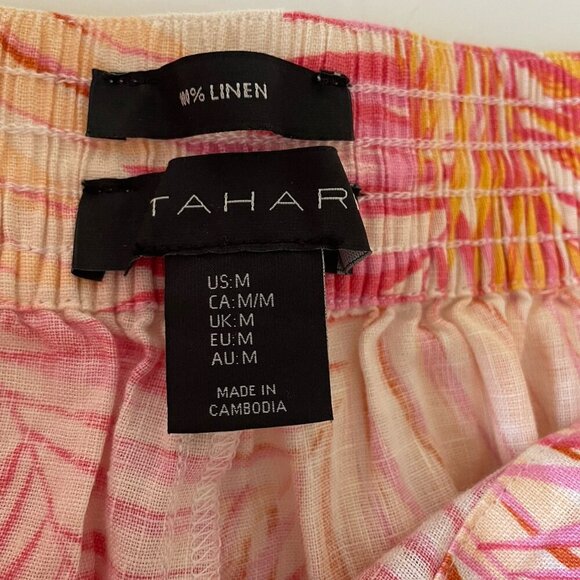 100% LINEN
TAHARI
US:M
CA:M/M
UK:M
EU:M
AU:M
MADE IN
CAMBODIA